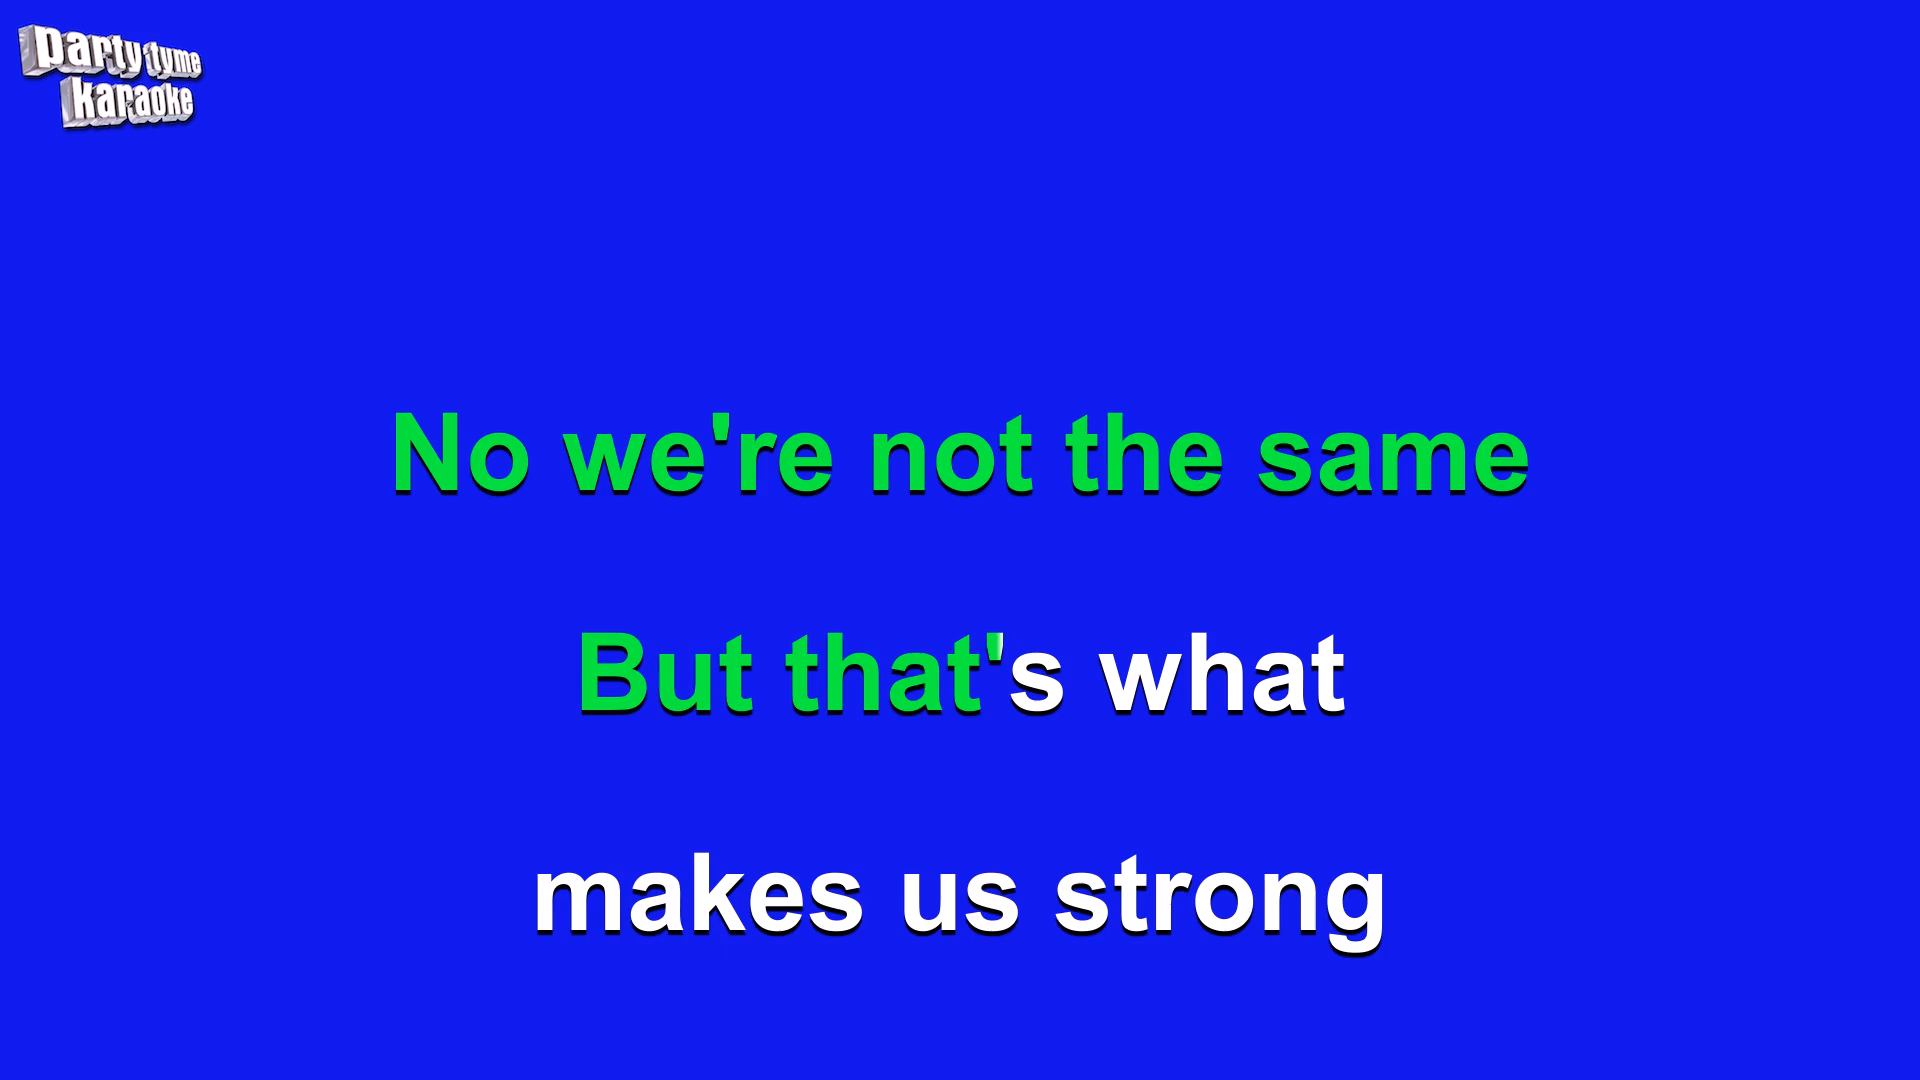 party tyme
karaoke
No we're not the same
But that's what
makes us strong